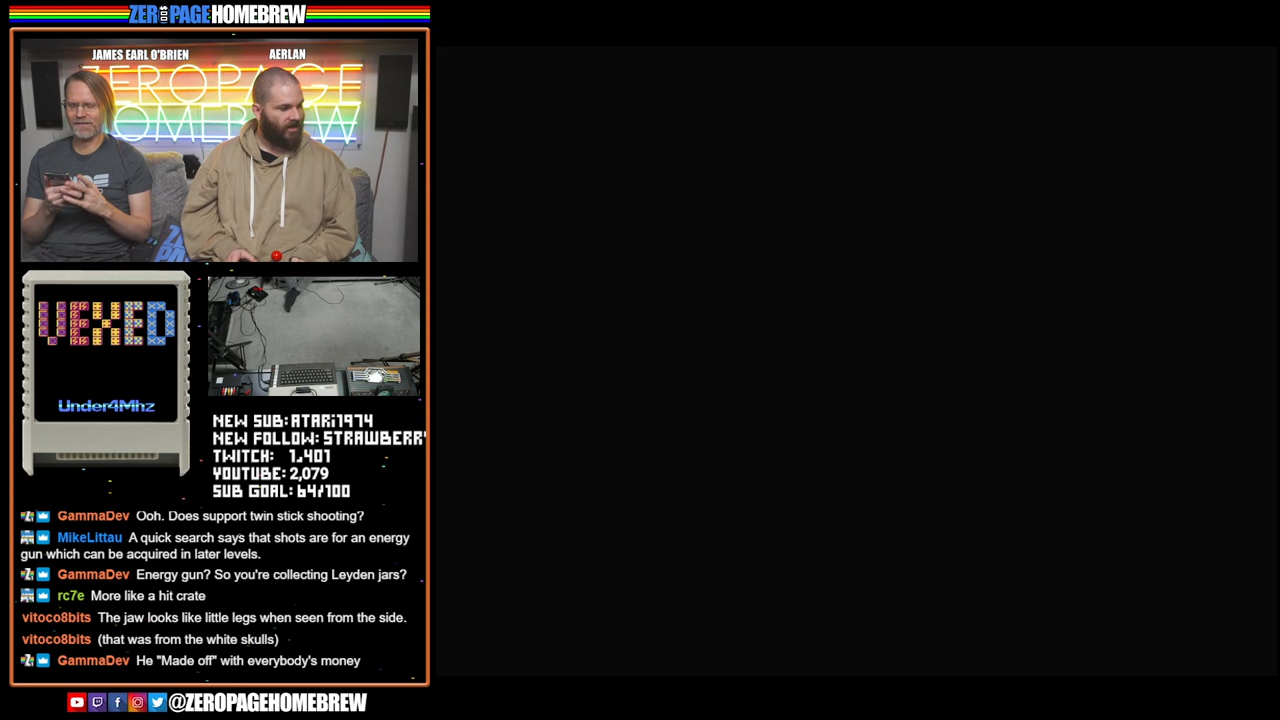 ZEROPAGE HOMEBREW
JAMES EARL O'BRIEN
AERLAN
ZEROPAGE
HOMEBREW
VEXED
Under4Mhz
NEW SUB: ATARI1974
NEW FOLLOW: STRAWBERRY
TWITCH: 1,401
YOUTUBE: 2,079
SUB GOAL: 64/100
GammaDev Ooh. Does support twin stick shooting?
MikeLittau A quick search says that shots are for an energy
gun which can be acquired in later levels.
GammaDev Energy gun? So you're collecting Leyden jars?
rc7e More like a hit crate
vitoco8bits The jaw looks like little legs when seen from the side.
vitoco8bits (that was from the white skulls)
GammaDev He "Made off" with everybody's money
@ZEROPAGEHOMEBREW